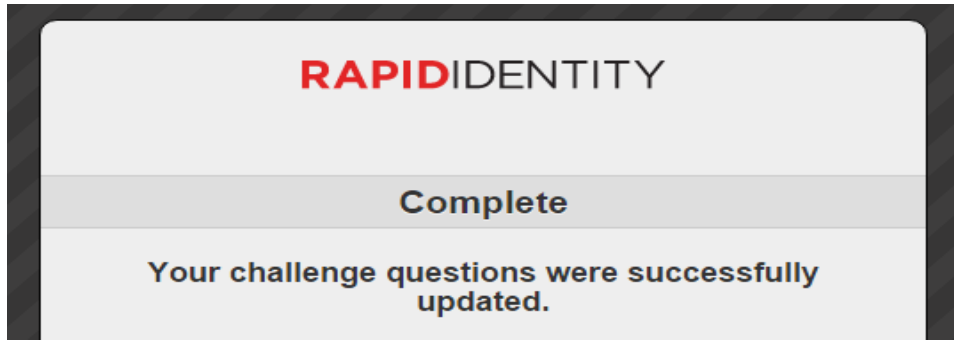 RAPIDIDENTITY
Complete
Your challenge questions were successfully
updated.